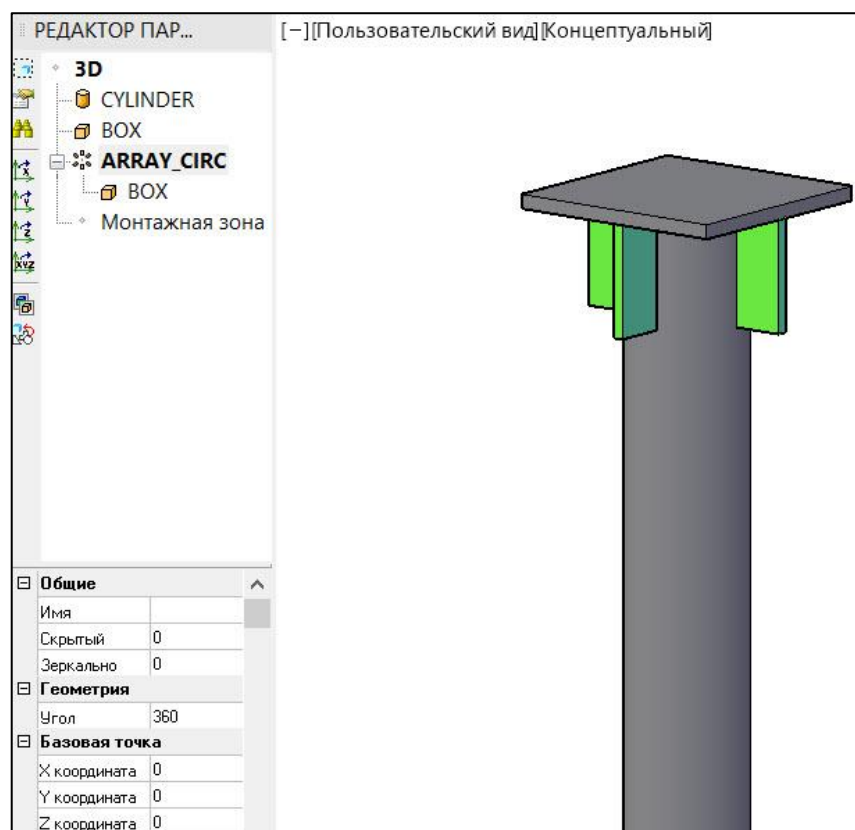 РЕДАКТОР ПАР...
[−][Пользовательский вид][Концептуальный]
3D
CYLINDER
BOX
ARRAY_CIRC
BOX
Монтажная зона
Общие
Имя
Скрытый 0
Зеркально 0
Геометрия
Угол 360
Базовая точка
X координата 0
Y координата 0
Z координата 0